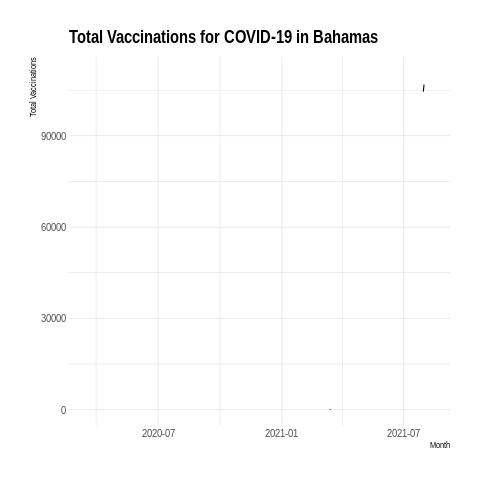 Total Vaccinations for COVID-19 in Bahamas
Total Vaccinations
90000
60000
30000
0
2020-07 2021-01 2021-07
Month